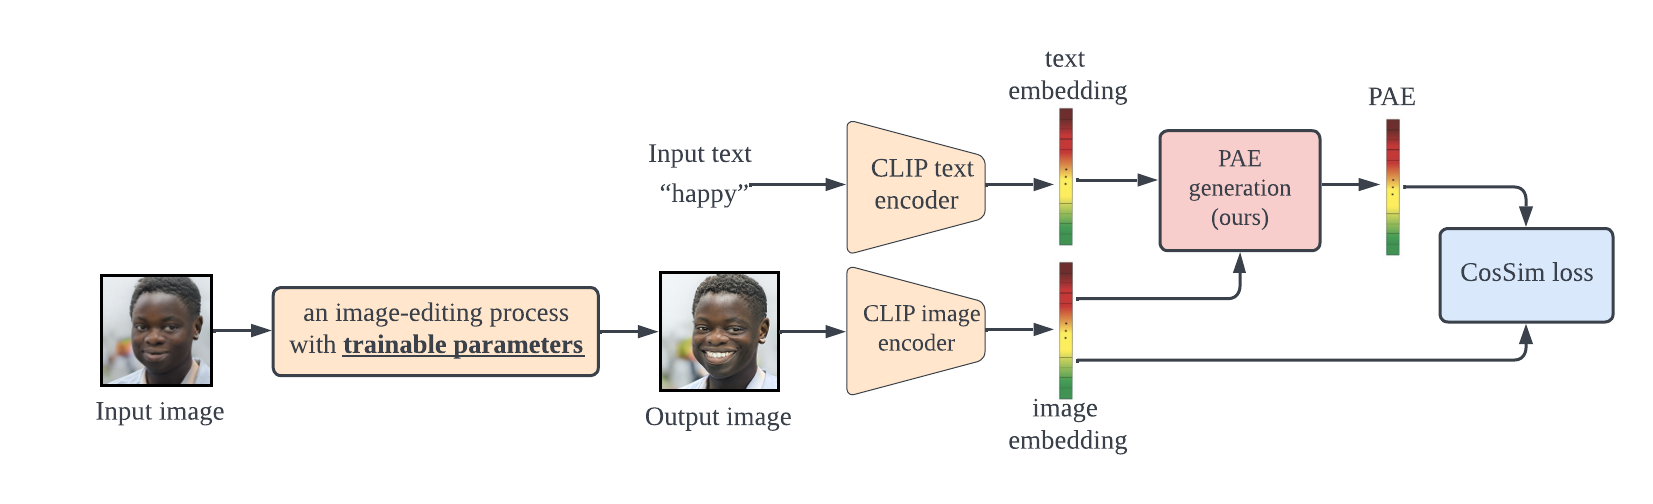 text
embedding
PAE
Input text
“happy”
CLIP text
encoder
PAE
generation
(ours)
CosSim loss
an image-editing process
with trainable parameters
CLIP image
encoder
Input image
Output image
image
embedding